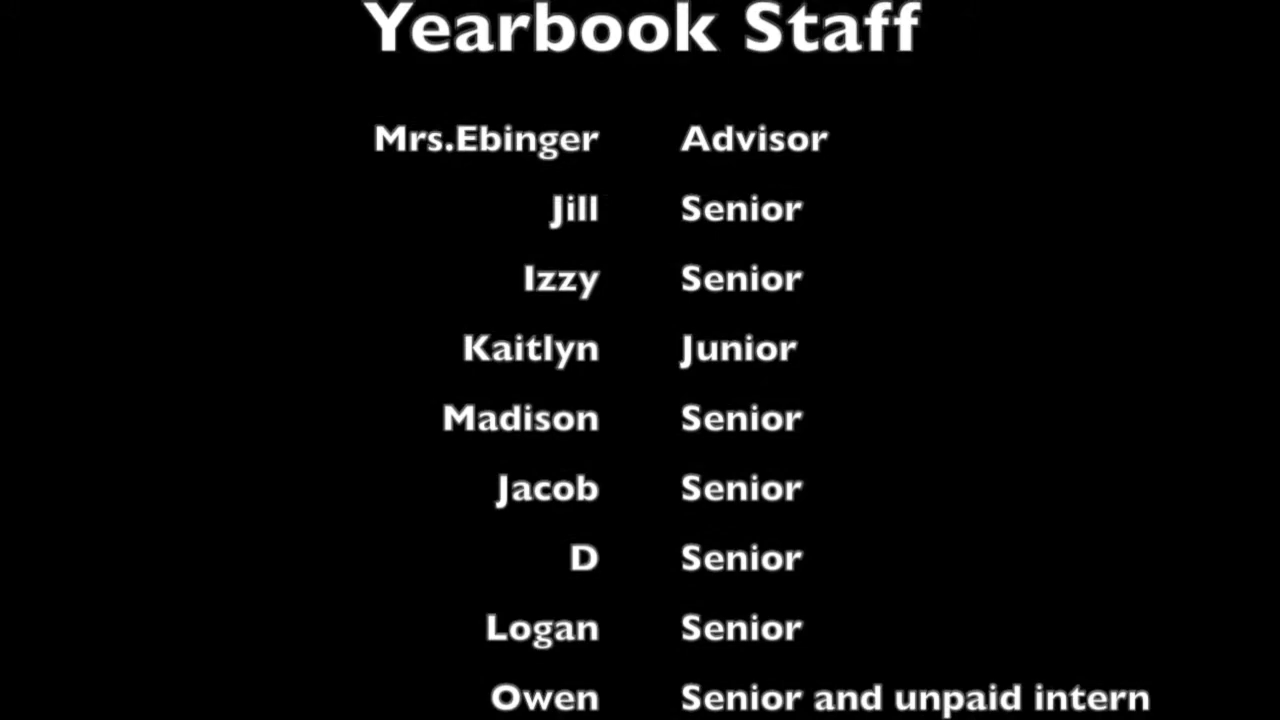 Yearbook Staff
Mrs.Ebinger Advisor
Jill Senior
Izzy Senior
Kaitlyn Junior
Madison Senior
Jacob Senior
D Senior
Logan Senior
Owen Senior and unpaid intern